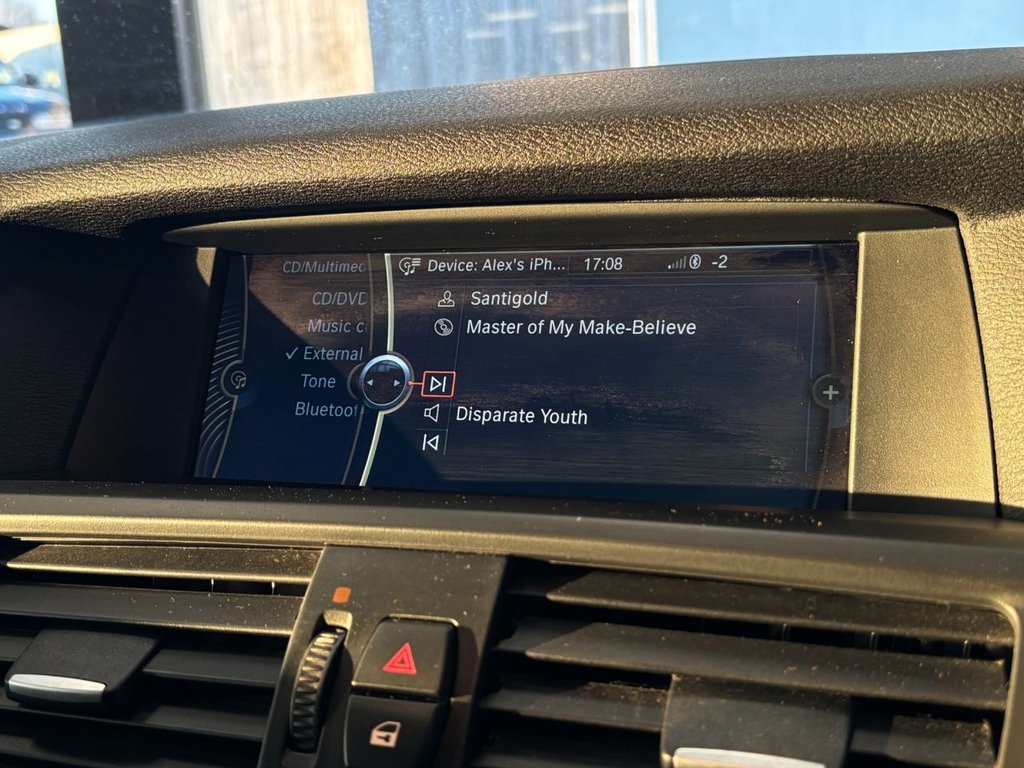 CD/Multimed
CD/DVD
Music c
✓ External
Tone
Bluetoot
Device: Alex's iPh... 17:08 -2
Santigold
Master of My Make-Believe
Disparate Youth